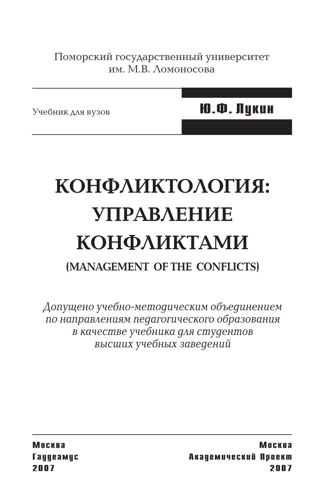 Поморский государственный университет
им. М.В. Ломоносова
Учебник для вузов
Ю.Ф. Лукин
КОНФЛИКТОЛОГИЯ:
УПРАВЛЕНИЕ
КОНФЛИКТАМИ
(MANAGEMENT OF THE CONFLICTS)
Допущено учебно-методическим объединением
по направлениям педагогического образования
в качестве учебника для студентов
высших учебных заведений
Москва
Гаудеамус
2007
Москва
Академический Проект
2007